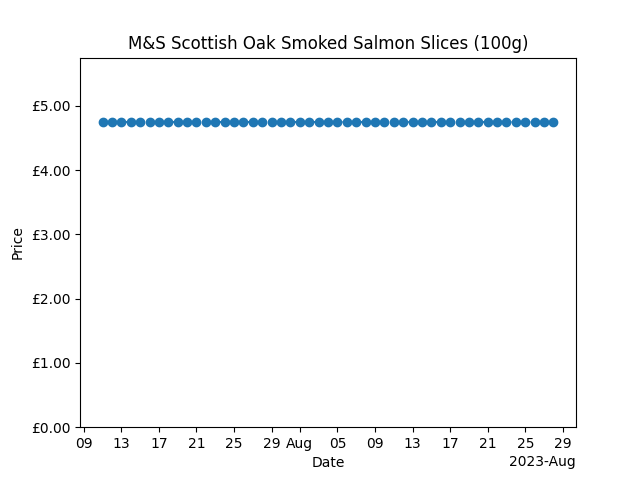 M&S Scottish Oak Smoked Salmon Slices (100g)
£5.00
£4.00
£3.00
£2.00
£1.00
£0.00
Price
09 13 17 21 25 29 Aug 05 09 13 17 21 25 29
Date
2023-Aug